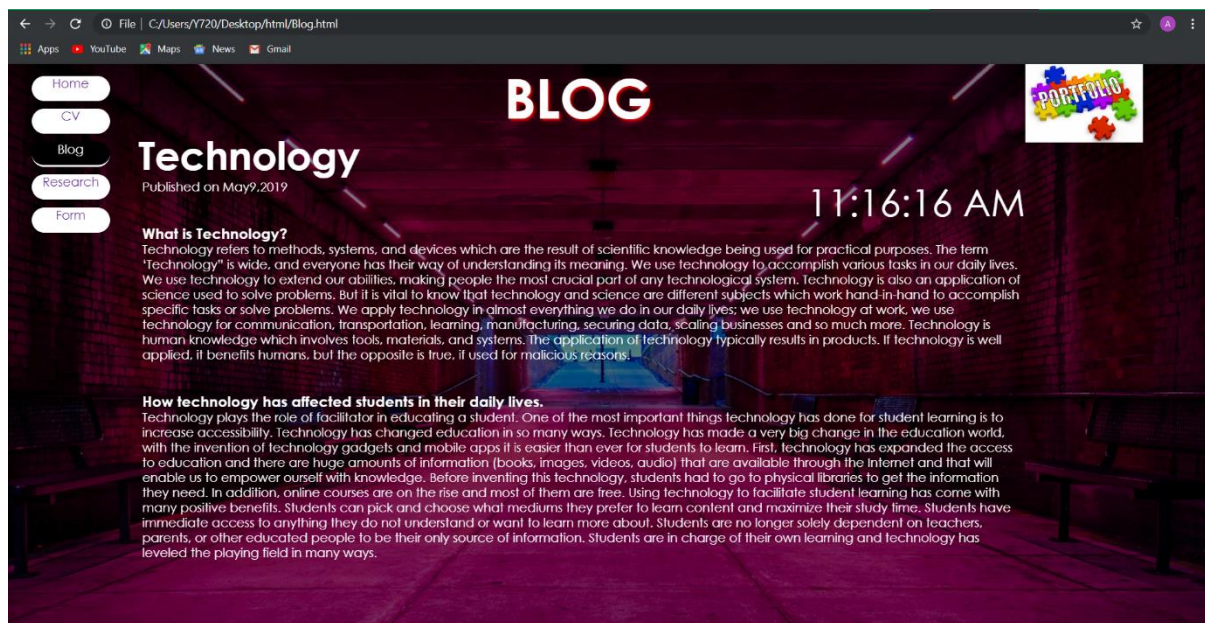 File | C:/Users/Y720/Desktop/html/Blog.html
A
Apps YouTube Maps News Gmail
Home
CV
Blog
Research
Form
BLOG
PORTFOLIO
Technology
Published on May9,2019
11:16:16 AM
What is Technology?
Technology refers to methods, systems, and devices which are the result of scientific knowledge being used for practical purposes. The term
"Technology" is wide, and everyone has their way of understanding its meaning. We use technology to accomplish various tasks in our daily lives.
We use technology to extend our abilities, making people the most crucial part of any technological system. Technology is also an application of
science used to solve problems. But it is vital to know that technology and science are different subjects which work hand-in-hand to accomplish
specific tasks or solve problems. We apply technology in almost everything we do in our daily lives; we use technology at work, we use
technology for communication, transportation, learning, manufacturing, securing data, scaling businesses and so much more. Technology is
human knowledge which involves tools, materials, and systems. The application of technology typically results in products. If technology is well
applied, it benefits humans, but the opposite is true, if used for malicious reasons.
How technology has affected students in their daily lives.
Technology plays the role of facilitator in educating a student. One of the most important things technology has done for student learning is to
increase accessibility. Technology has changed education in so many ways. Technology has made a very big change in the education world,
with the invention of technology gadgets and mobile apps it is easier than ever for students to learn. First, technology has expanded the access
to education and there are huge amounts of information (books, images, videos, audio) that are available through the Internet and that will
enable us to empower ourself with knowledge. Before inventing this technology, students had to go to physical libraries to get the information
they need. In addition, online courses are on the rise and most of them are free. Using technology to facilitate student learning has come with
many positive benefits. Students can pick and choose what mediums they prefer to learn content and maximize their study time. Students have
immediate access to anything they do not understand or want to learn more about. Students are no longer solely dependent on teachers,
parents, or other educated people to be their only source of information. Students are in charge of their own learning and technology has
leveled the playing field in many ways.